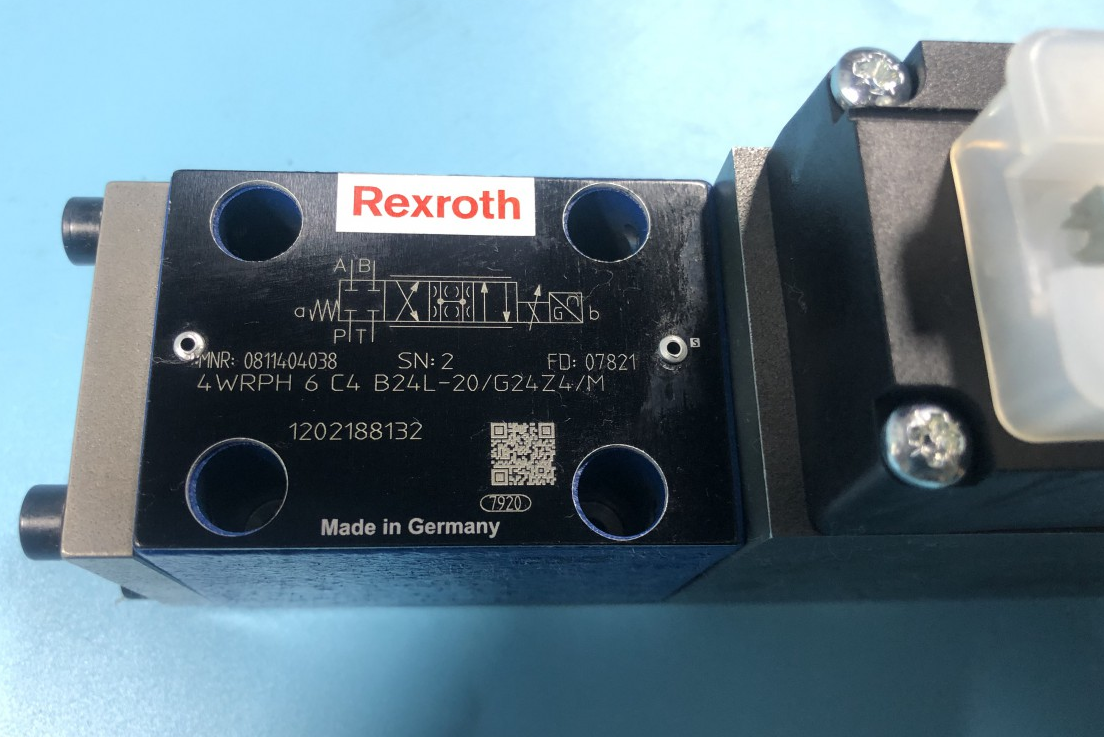 Rexroth
A B
a G b
P T
MNR: 0811404038 SN: 2 FD: 07821
S
4WRPH 6 C4 B24L-20/G24Z4/M
1202188132
7920
Made in Germany